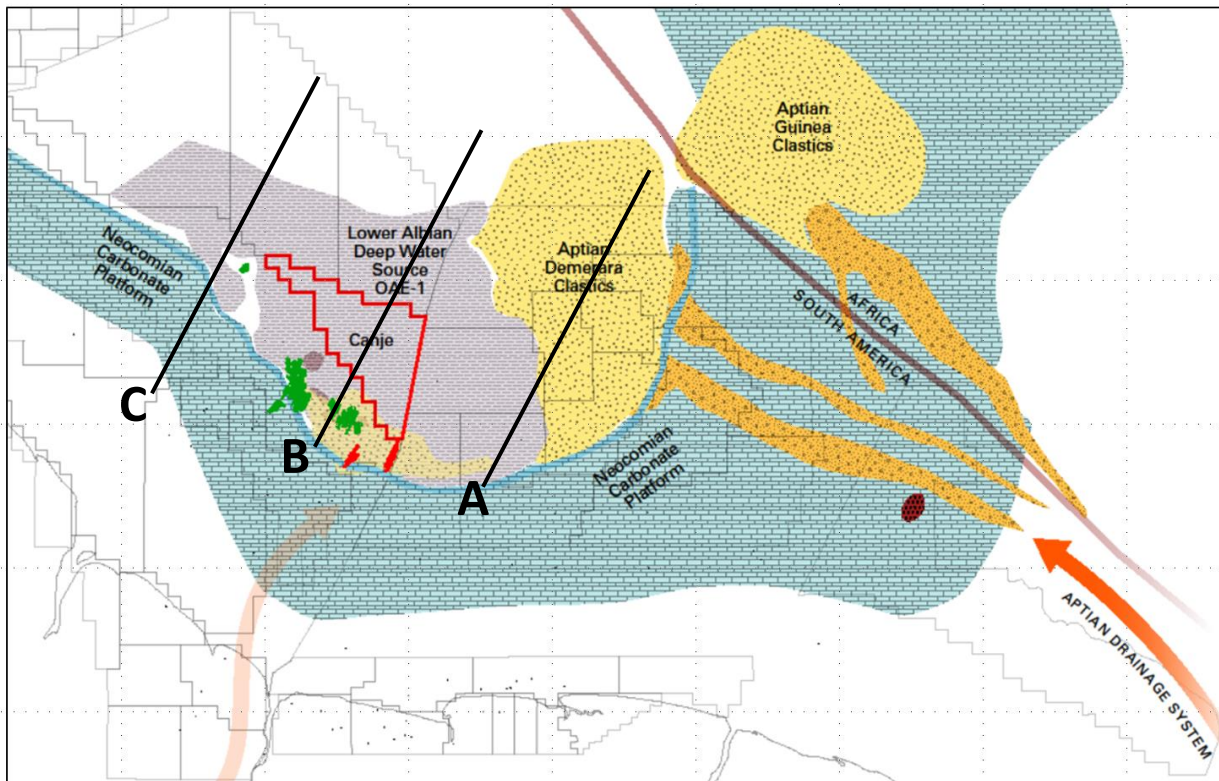 Aptian
Guinea
Clastics
Neocomian
Carbonate
Platform
Lower Albian
Deep Water
Source
OAE-1
Aptian
Demerara
Clastics
Canje
AFRICA
SOUTH AMERICA
C
B
A
Neocomian
Carbonate
Platform
APTIAN DRAINAGE SYSTEM